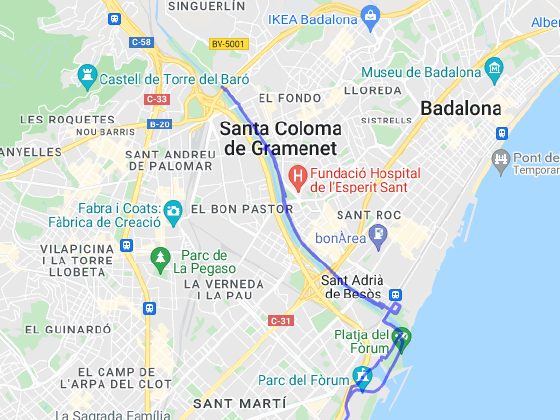 SINGUERLÍN
IKEA Badalona
C-58
BY-5001
Castell de Torre del Baró
Museu de Badalona
C-33
EL FONDO
LLOREDA
Badalona
LES ROQUETES
NOU BARRIS
B-20
Santa Coloma
de Gramenet
SISTRELLS
ANYELLES
SANT ANDREU
DE PALOMAR
Pont de
Temporar
Fundació Hospital
de l'Esperit Sant
Fabra i Coats:
Fàbrica de Creació
EL BON PASTOR
SANT ROC
bonÀrea
VILAPICINA
I LA TORRE
LLOBETA
Parc de
La Pegaso
LA VERNEDA
I LA PAU
Sant Adrià
de Besòs
C-31
EL GUINARDÓ
Platja del
Fòrum
EL CAMP DE
L'ARPA DEL CLOT
Parc del Fòrum
SANT MARTÍ
La Sagrada Família